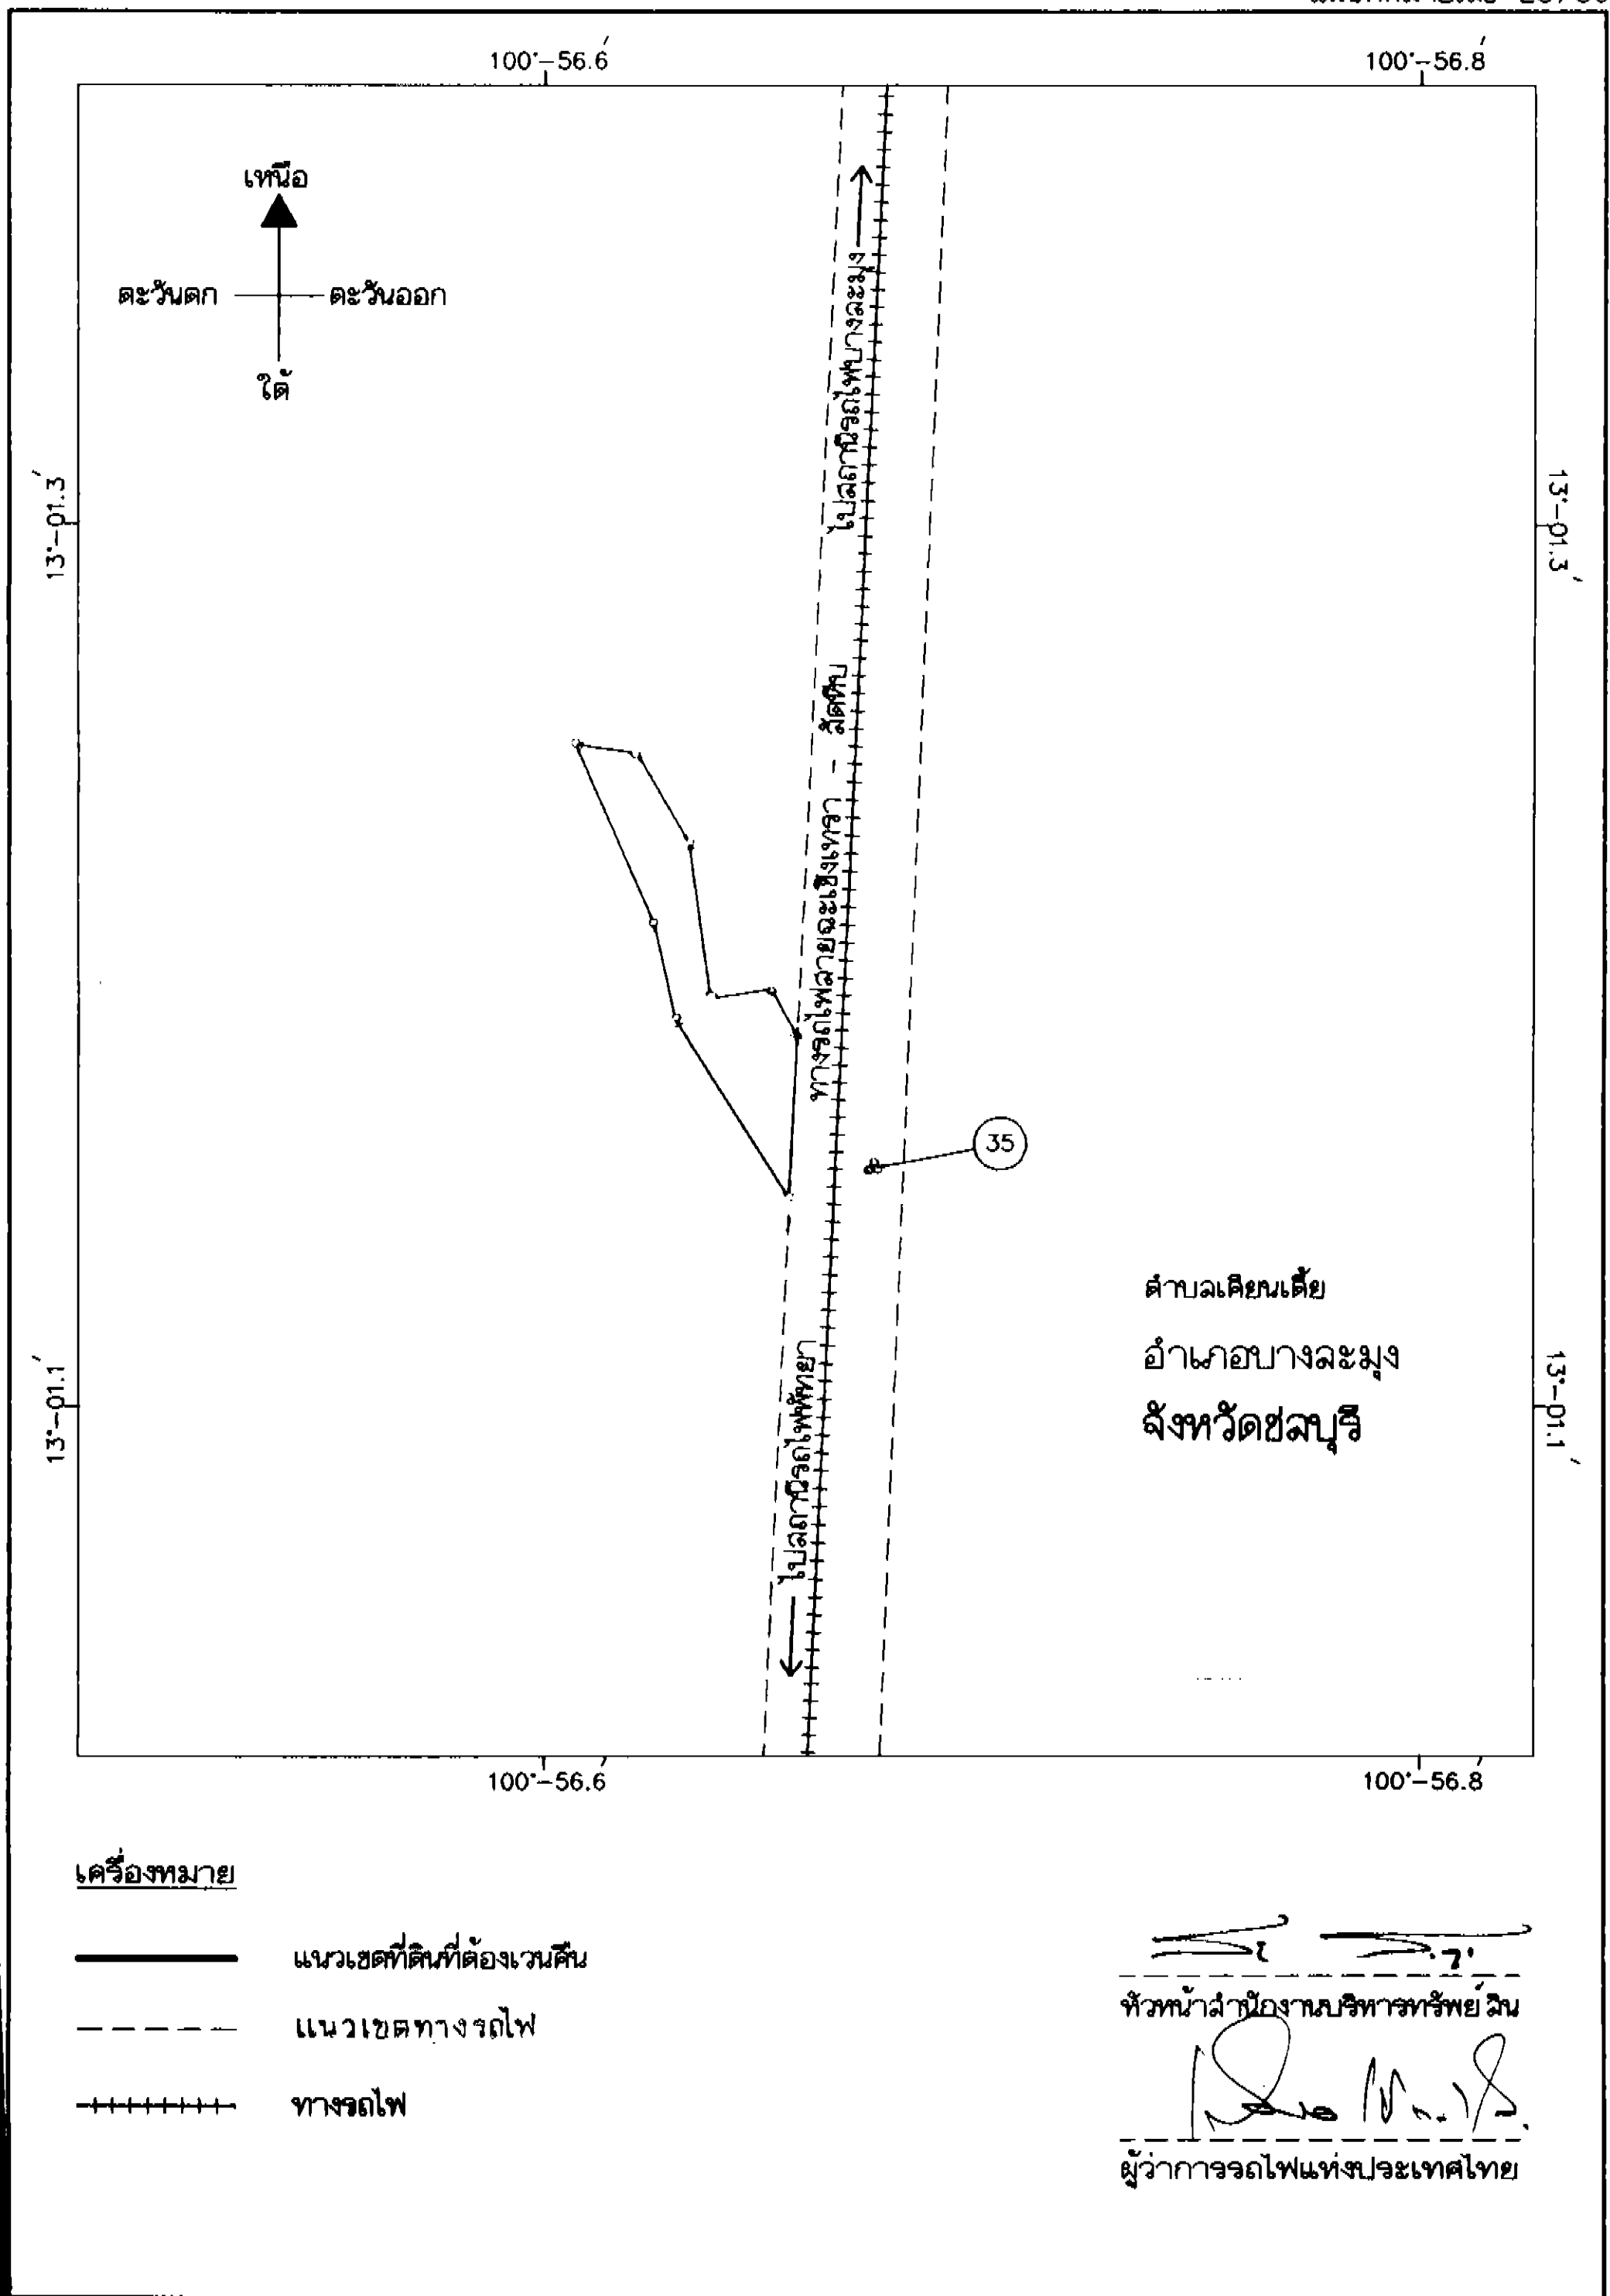 100°-56.6′
100°-56.8′
เหนือ
ตะวันตก
ตะวันออก
ใต้
13°-01.3′
13°-01.3′
ไปสถานีรถไฟบางละมุง
ทางรถไฟสายฉะเชิงเทรา - สัตหีบ
35
ตำบลเคียนเตี้ย
อำเภอบางละมุง
จังหวัดชลบุรี
13°-01.1′
13°-01.1′
ไปสถานีรถไฟพัทยา
100°-56.6′
100°-56.8′
เครื่องหมาย
แนวเขตที่ดินที่ต้องเวนคืน
แนวเขตทางรถไฟ
ทางรถไฟ
หัวหน้าสำนักงานบริหารทรัพย์สิน
ผู้ว่าการรถไฟแห่งประเทศไทย